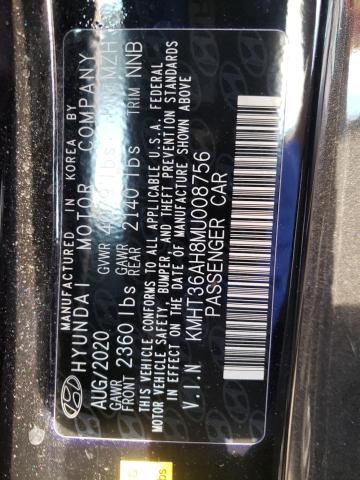 MANUFACTURED IN KOREA BY
HYUNDAI MOTOR COMPANY
AUG/2020 GVWR lbs
GAWR FRONT 2360 lbs GAWR REAR 2140 lbs TRIM NNB
THIS VEHICLE CONFORMS TO ALL APPLICABLE U.S.A. FEDERAL
MOTOR VEHICLE SAFETY, BUMPER, AND THEFT PREVENTION STANDARDS
IN EFFECT ON THE DATE OF MANUFACTURE SHOWN ABOVE
V.I.N KMHT36AH8MU008756
PASSENGER CAR